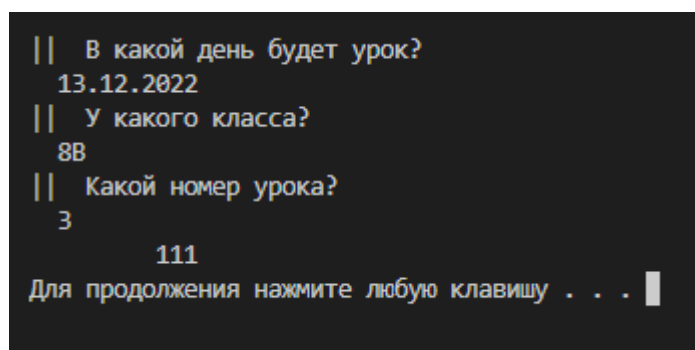 || В какой день будет урок?
13.12.2022
|| У какого класса?
8В
|| Какой номер урока?
3
111
Для продолжения нажмите любую клавишу . . .